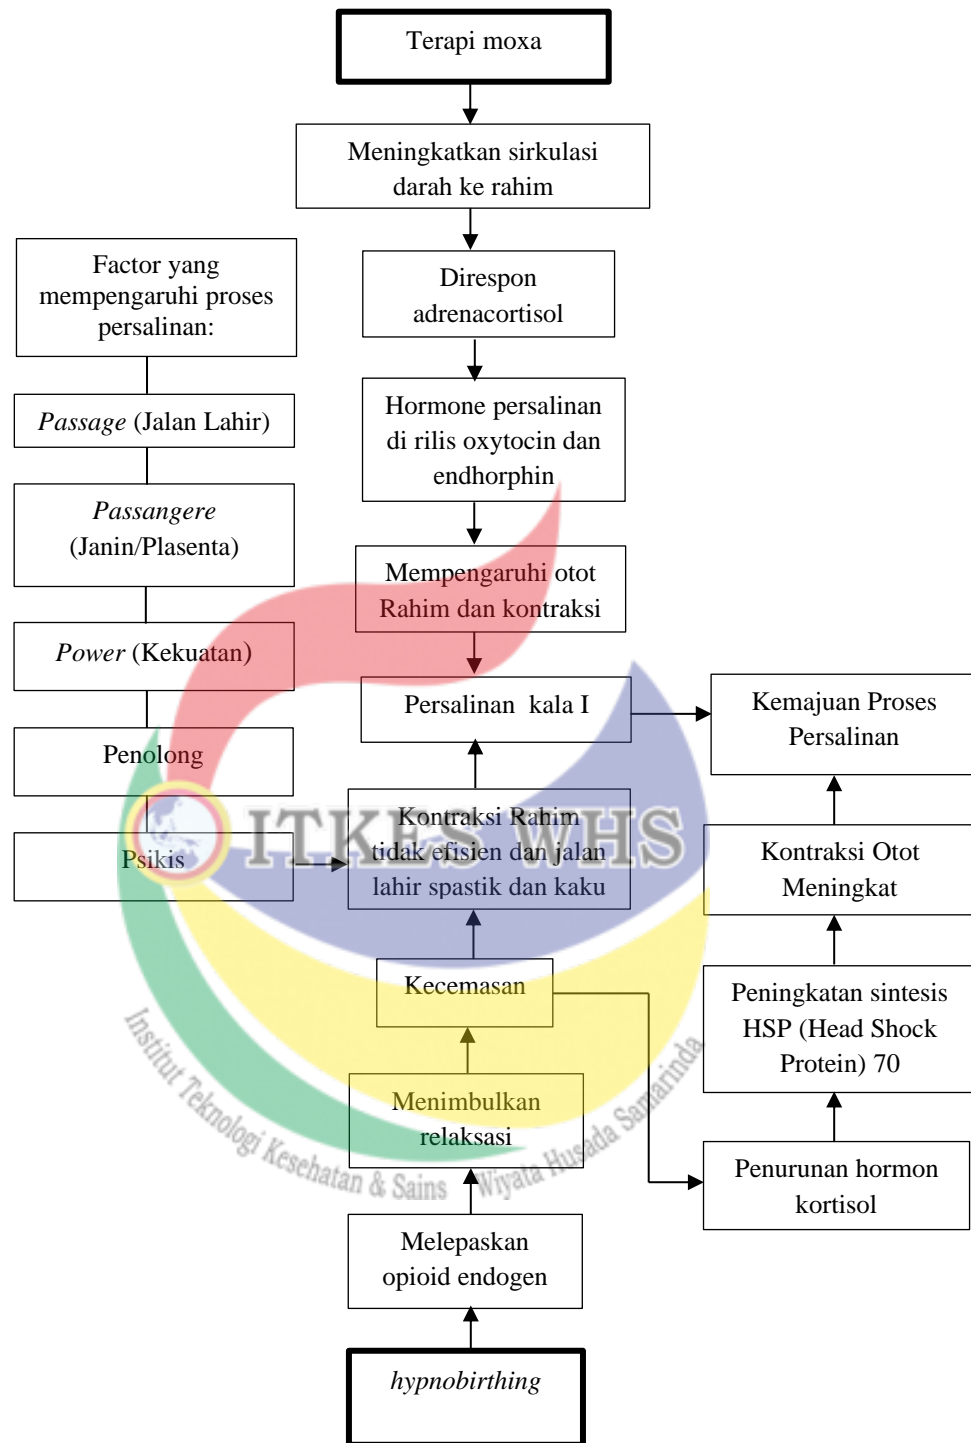 Terapi moxa
Meningkatkan sirkulasi
darah ke rahim
Factor yang
mempengaruhi proses
persalinan:
Direspon
adrenacortisol
Passage (Jalan Lahir)
Hormone persalinan
di rilis oxytocin dan
endhorphin
Passangere
(Janin/Plasenta)
Mempengaruhi otot
Rahim dan kontraksi
Power (Kekuatan)
Persalinan kala I
Kemajuan Proses
Persalinan
Penolong
Psikis
Kontraksi Rahim
tidak efisien dan jalan
lahir spastik dan kaku
ITKES WHS
Kontraksi Otot
Meningkat
Kecemasan
Peningkatan sintesis
HSP (Head Shock
Protein) 70
Menimbulkan
relaksasi
Institut Teknologi Kesehatan & Sains Wiyata Husada Samarinda
Penurunan hormon
kortisol
Melepaskan
opioid endogen
hypnobirthing